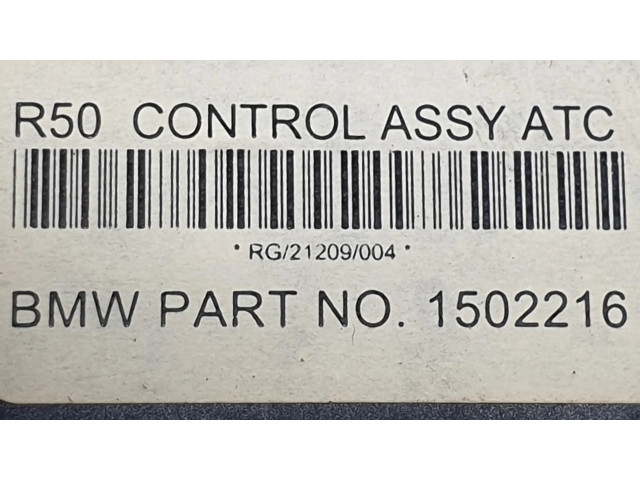 R50 CONTROL ASSY ATC
* RG/21209/004 *
BMW PART NO. 1502216